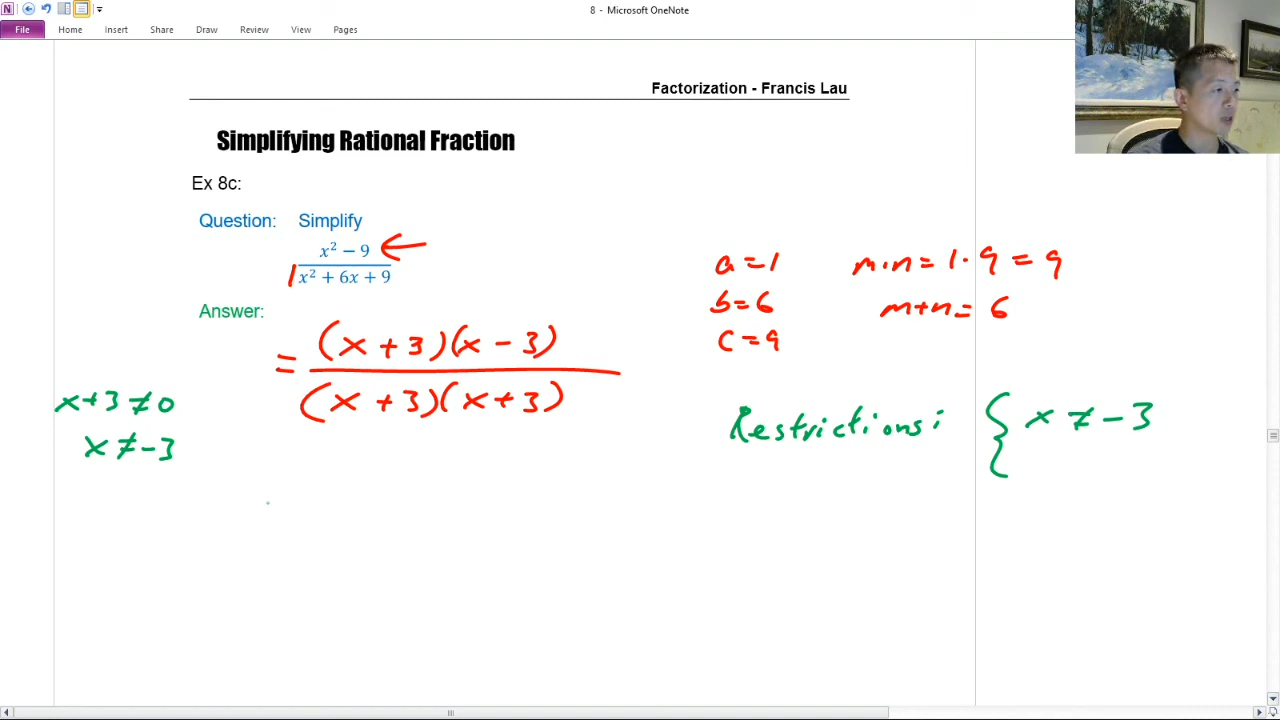 8 - Microsoft OneNote
File Home Insert Share Draw Review View Pages
Factorization - Francis Lau
Simplifying Rational Fraction
Ex 8c:
Question: Simplify
x² − 9
1 x² + 6x + 9
a = 1
b = 6
c = 9
m·n = 1·9 = 9
m+n = 6
Answer:
= (x + 3)(x − 3)
(x + 3)(x + 3)
x+3 ≠ 0
x ≠ −3
Restrictions: { x ≠ −3